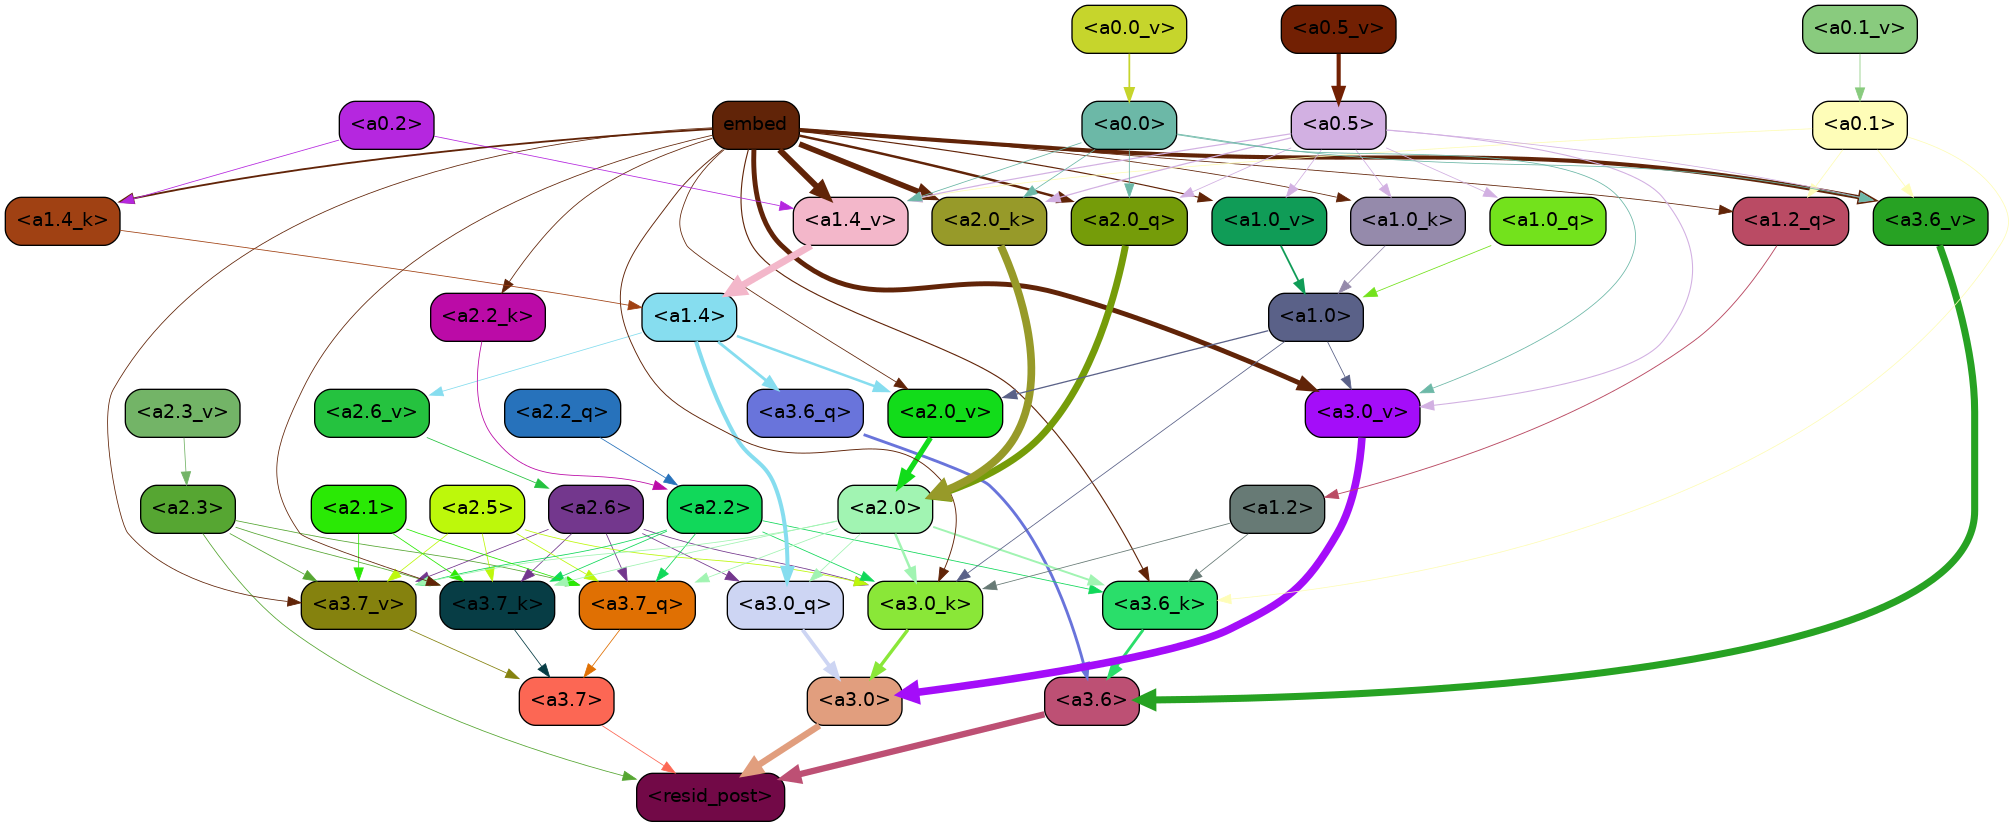 <a0.0_v>
<a0.5_v>
<a0.1_v>
<a0.2>
embed
<a0.0>
<a0.5>
<a0.1>
<a1.4_k>
<a1.4_v>
<a2.0_k>
<a2.0_q>
<a1.0_v>
<a1.0_k>
<a1.0_q>
<a1.2_q>
<a3.6_v>
<a2.2_k>
<a1.4>
<a1.0>
<a2.3_v>
<a2.6_v>
<a2.2_q>
<a3.6_q>
<a2.0_v>
<a3.0_v>
<a2.3>
<a2.1>
<a2.5>
<a2.6>
<a2.2>
<a2.0>
<a1.2>
<a3.7_v>
<a3.7_k>
<a3.7_q>
<a3.0_q>
<a3.0_k>
<a3.6_k>
<a3.7>
<a3.0>
<a3.6>
<resid_post>